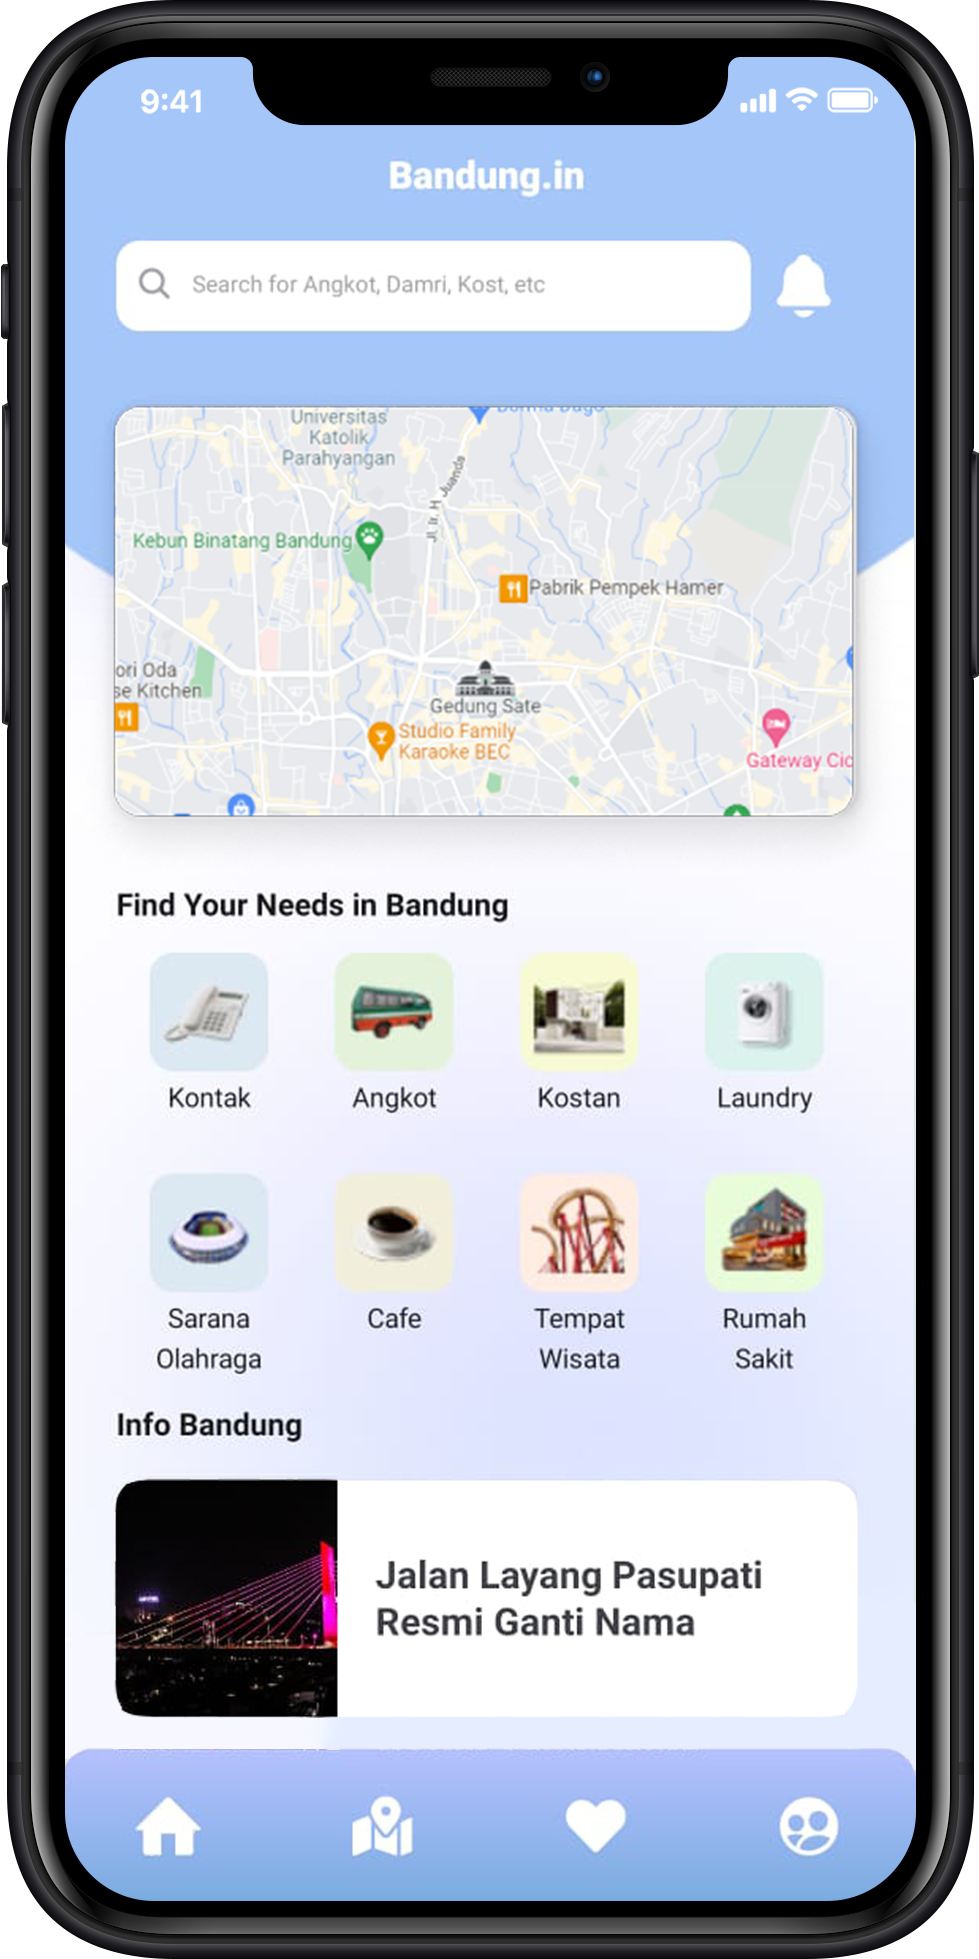 9:41
Bandung.in
Search for Angkot, Damri, Kost, etc
Universitas
Katolik
Parahyangan
Jl. Ir. H. Juanda
Kebun Binatang Bandung
Pabrik Pempek Hamer
ori Oda
se Kitchen
Gedung Sate
Studio Family
Karaoke BEC
Gateway Cic
Find Your Needs in Bandung
Kontak
Angkot
Kostan
Laundry
Sarana
Olahraga
Cafe
Tempat
Wisata
Rumah
Sakit
Info Bandung
Jalan Layang Pasupati
Resmi Ganti Nama